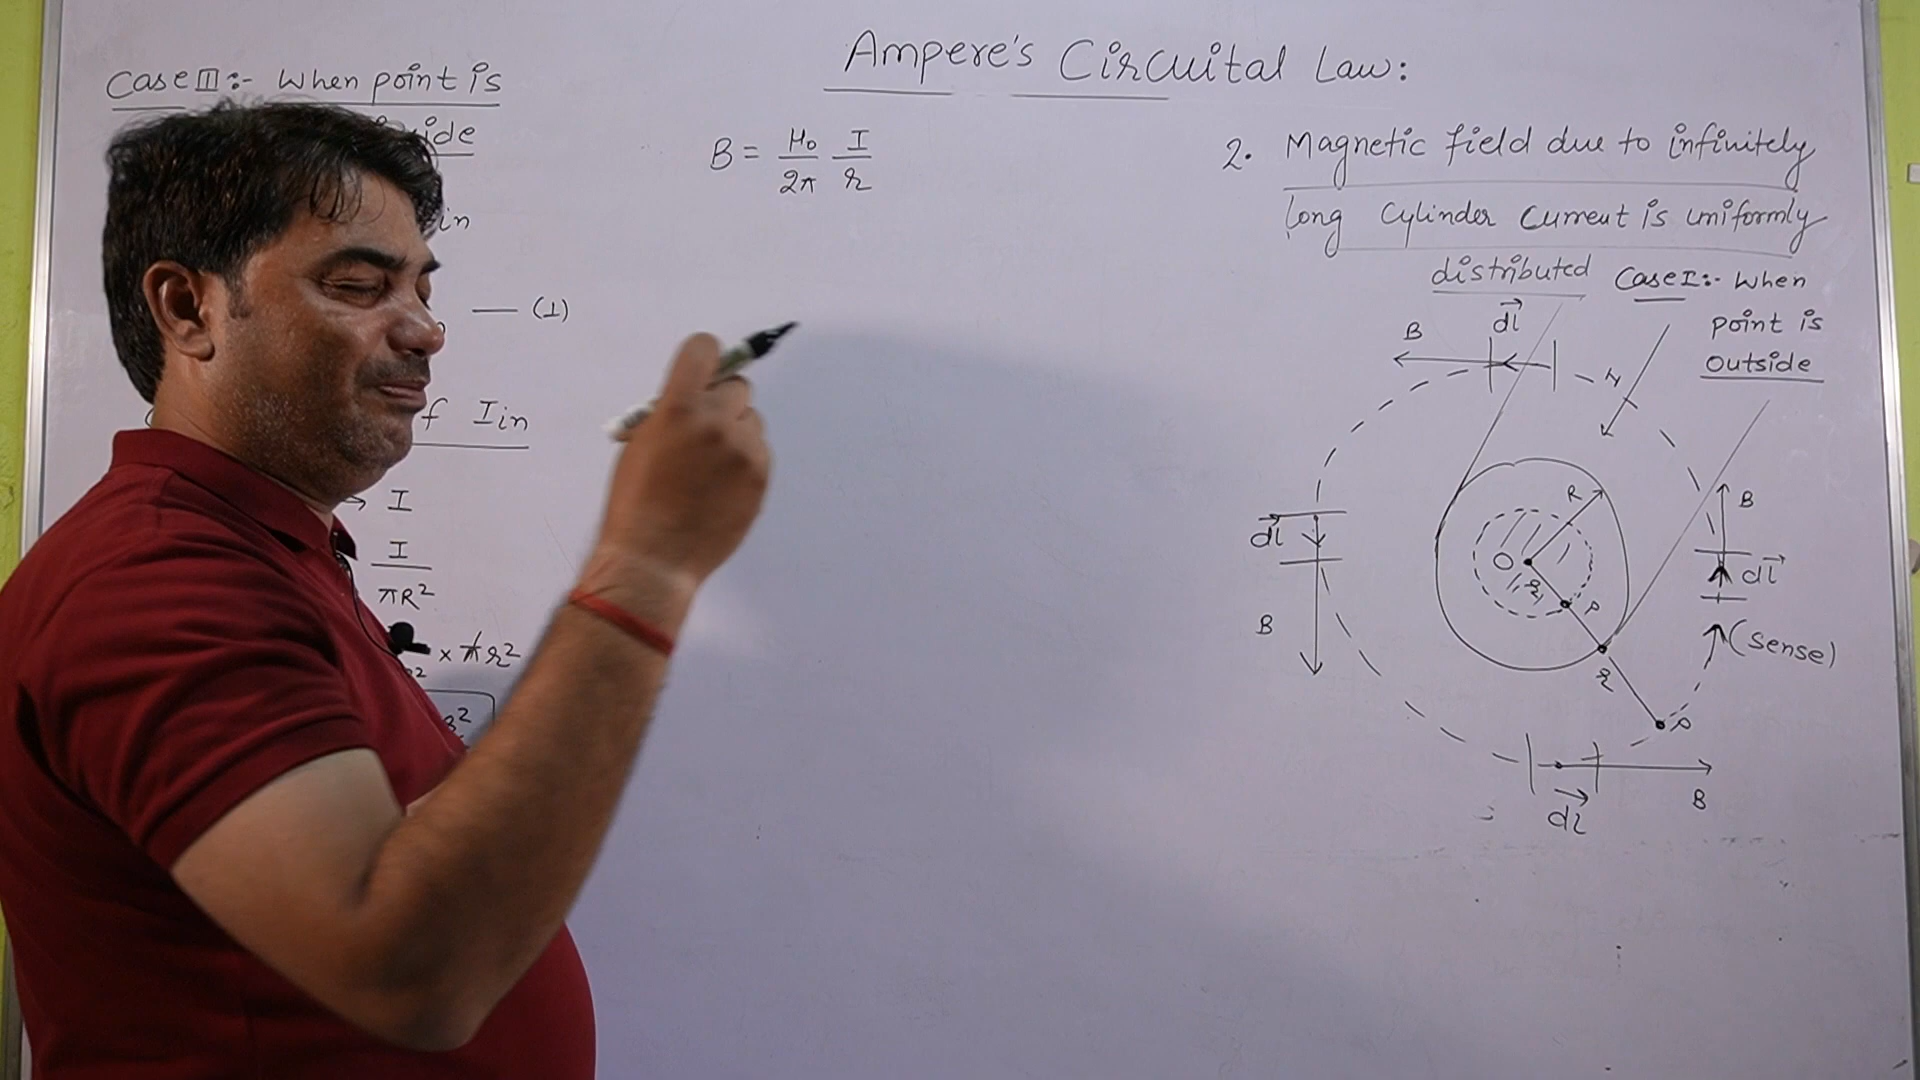 Ampere's Circuital Law:
Case III:- When point is
ide
in
— (1)
f Iin
→ I
I
πR²
× πr²
B = μ₀ I
2π r
2. Magnetic field due to infinitely
long Cylinder Current is uniformly
distributed
Case I:- When
point is
Outside
B
dl
R
O
r
P
B
dl
(Sense)
dl
B
r
P
dl
B